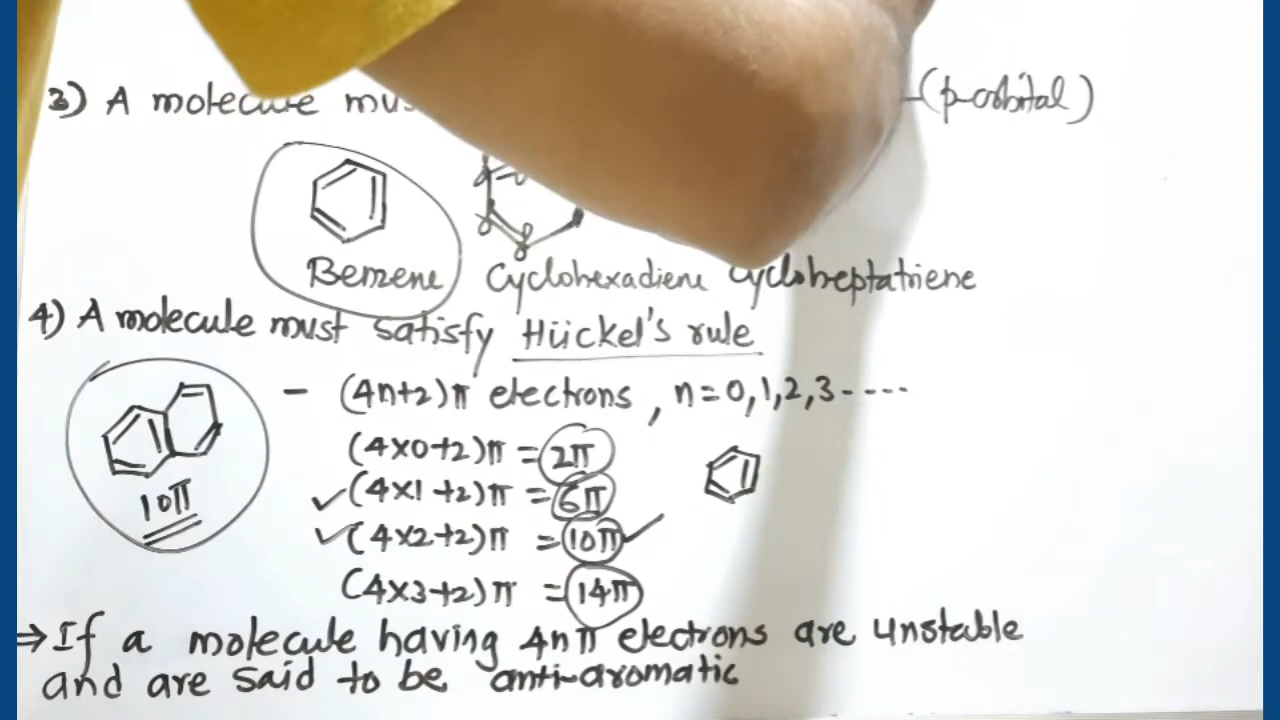 3) A molecule mus
(p-orbital)
Benzene Cyclohexadiene cycloheptatriene
4) A molecule must satisfy Hückel's rule
- (4n+2)π electrons, n=0,1,2,3----
(4×0+2)π = 2π
✓(4×1+2)π = 6π
10π
✓(4×2+2)π = 10π ✓
(4×3+2)π = 14π
⇒ If a molecule having 4nπ electrons are unstable
and are said to be anti-aromatic